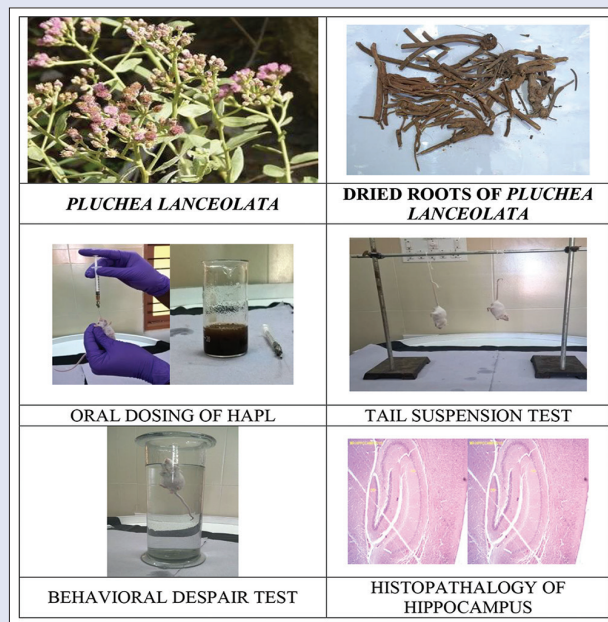 PLUCHEA LANCEOLATA
DRIED ROOTS OF PLUCHEA
LANCEOLATA
ORAL DOSING OF HAPL
TAIL SUSPENSION TEST
BEHAVIORAL DESPAIR TEST
HISTOPATHALOGY OF
HIPPOCAMPUS